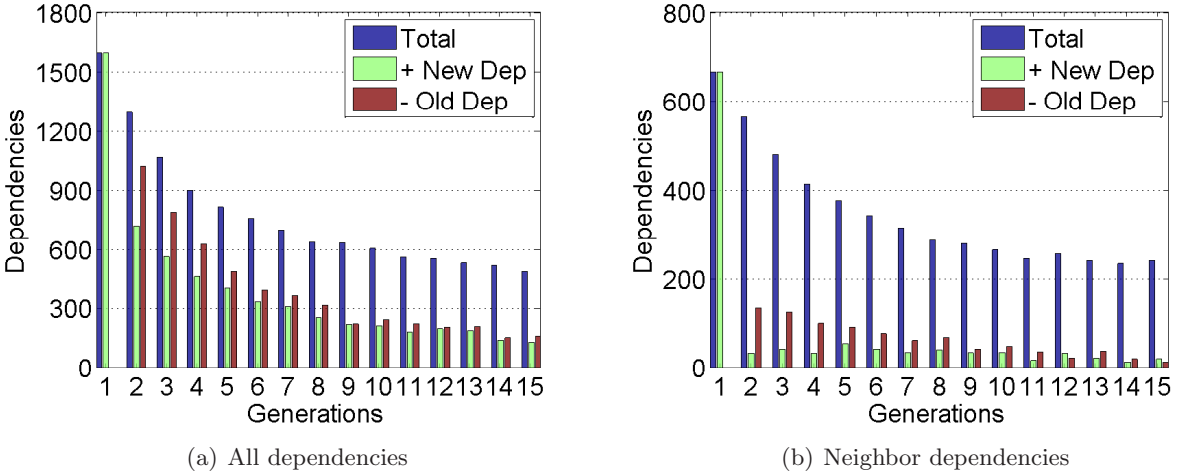 1800
1500
1200
900
600
300
0
Dependencies
Total
+ New Dep
- Old Dep
1 2 3 4 5 6 7 8 9 10 11 12 13 14 15
Generations
(a) All dependencies
800
600
400
200
0
Dependencies
Total
+ New Dep
- Old Dep
1 2 3 4 5 6 7 8 9 10 11 12 13 14 15
Generations
(b) Neighbor dependencies